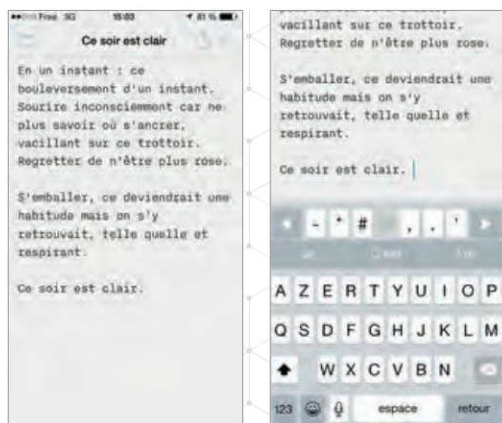 Free 3G 15:03 81 %
Ce soir est clair
En un instant : ce
bouleversement d'un instant.
Sourire inconsciemment car ne
plus savoir où s'ancrer,
vacillant sur ce trottoir.
Regretter de n'être plus rose.
S'emballer, ce deviendrait une
habitude mais on s'y
retrouvait, telle quelle et
respirant.
Ce soir est clair.
vacillant sur ce trottoir.
Regretter de n'être plus rose.
S'emballer, ce deviendrait une
habitude mais on s'y
retrouvait, telle quelle et
respirant.
Ce soir est clair.
- * # , . '
A Z E R T Y U I O P
Q S D F G H J K L M
W X C V B N
123 espace retour